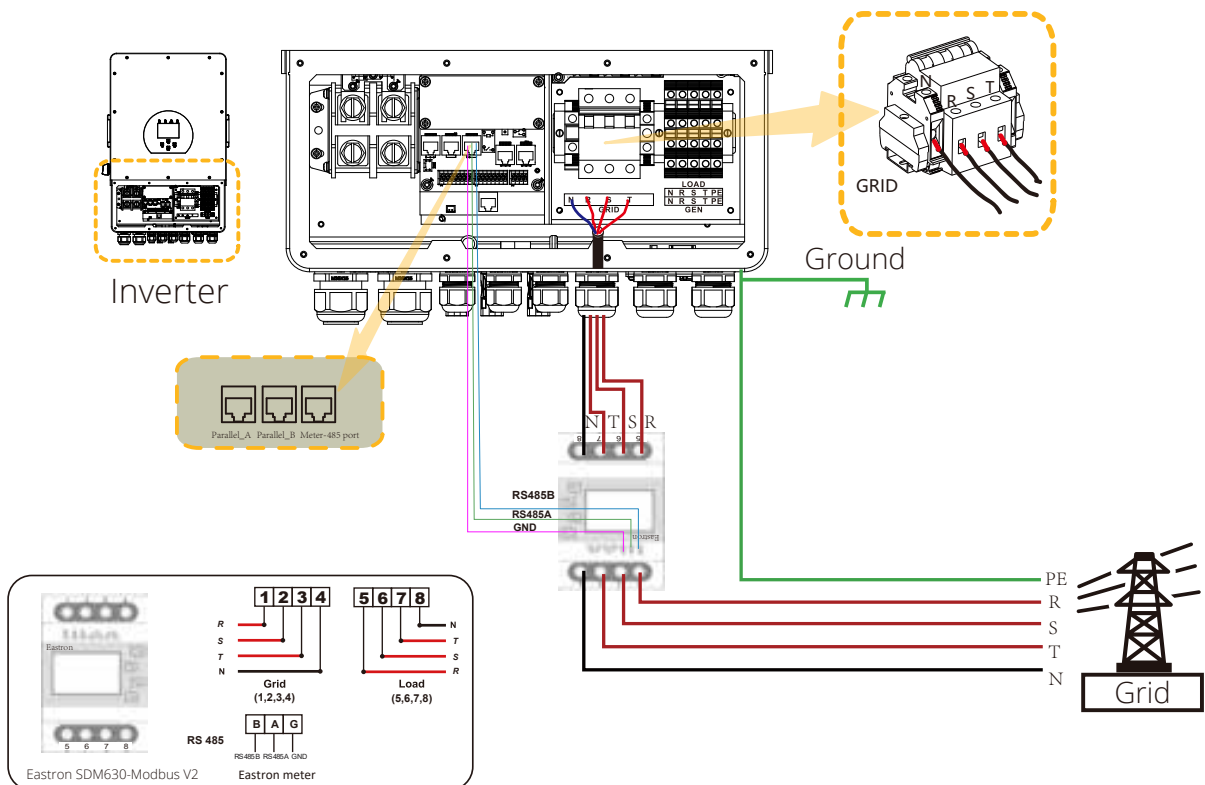 N
R S T
GRID
LOAD
N R S T PE
N R S T PE
GEN
N R S T
GRID
Inverter
Ground
Parallel_A Parallel_B Meter-485 port
N T S R
8 7 6 5
RS485B
RS485A
GND
Eastron
PE
R
S
T
N
Grid
1 2 3 4
5 6 7 8
R
S
T
N
N
T
S
R
Grid
(1,2,3,4)
Load
(5,6,7,8)
Eastron
5 6 7 8
RS 485
B A G
RS485B RS485A GND
Eastron SDM630-Modbus V2
Eastron meter